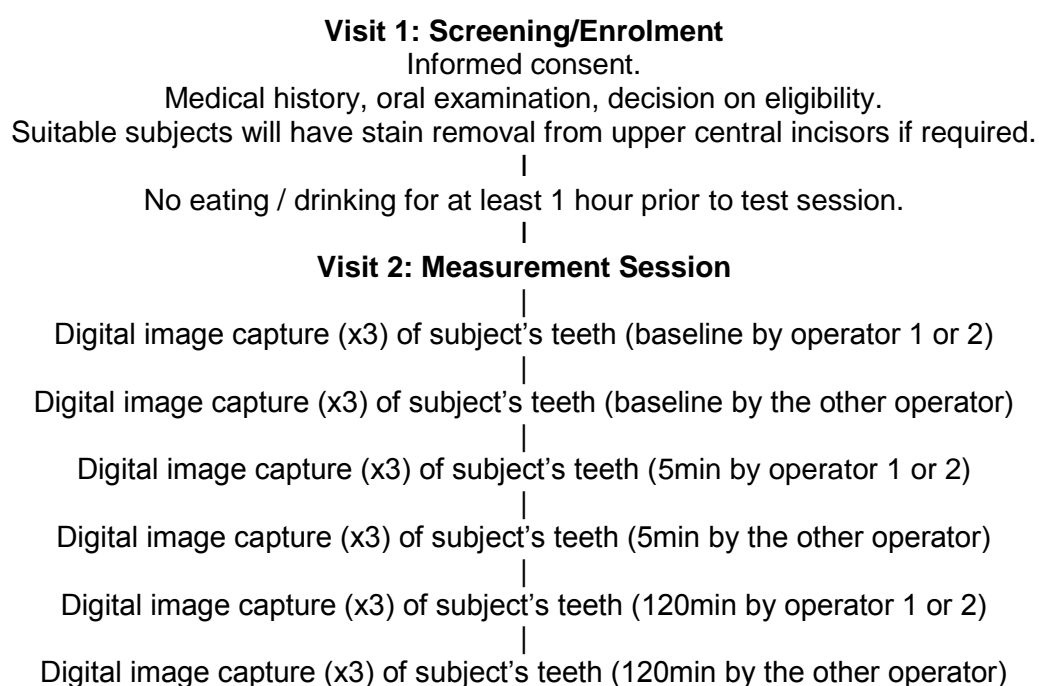 Visit 1: Screening/Enrolment
Informed consent.
Medical history, oral examination, decision on eligibility.
Suitable subjects will have stain removal from upper central incisors if required.
I
No eating / drinking for at least 1 hour prior to test session.
I
Visit 2: Measurement Session
|
Digital image capture (x3) of subject’s teeth (baseline by operator 1 or 2)
|
Digital image capture (x3) of subject’s teeth (baseline by the other operator)
|
Digital image capture (x3) of subject’s teeth (5min by operator 1 or 2)
|
Digital image capture (x3) of subject’s teeth (5min by the other operator)
|
Digital image capture (x3) of subject’s teeth (120min by operator 1 or 2)
|
Digital image capture (x3) of subject’s teeth (120min by the other operator)